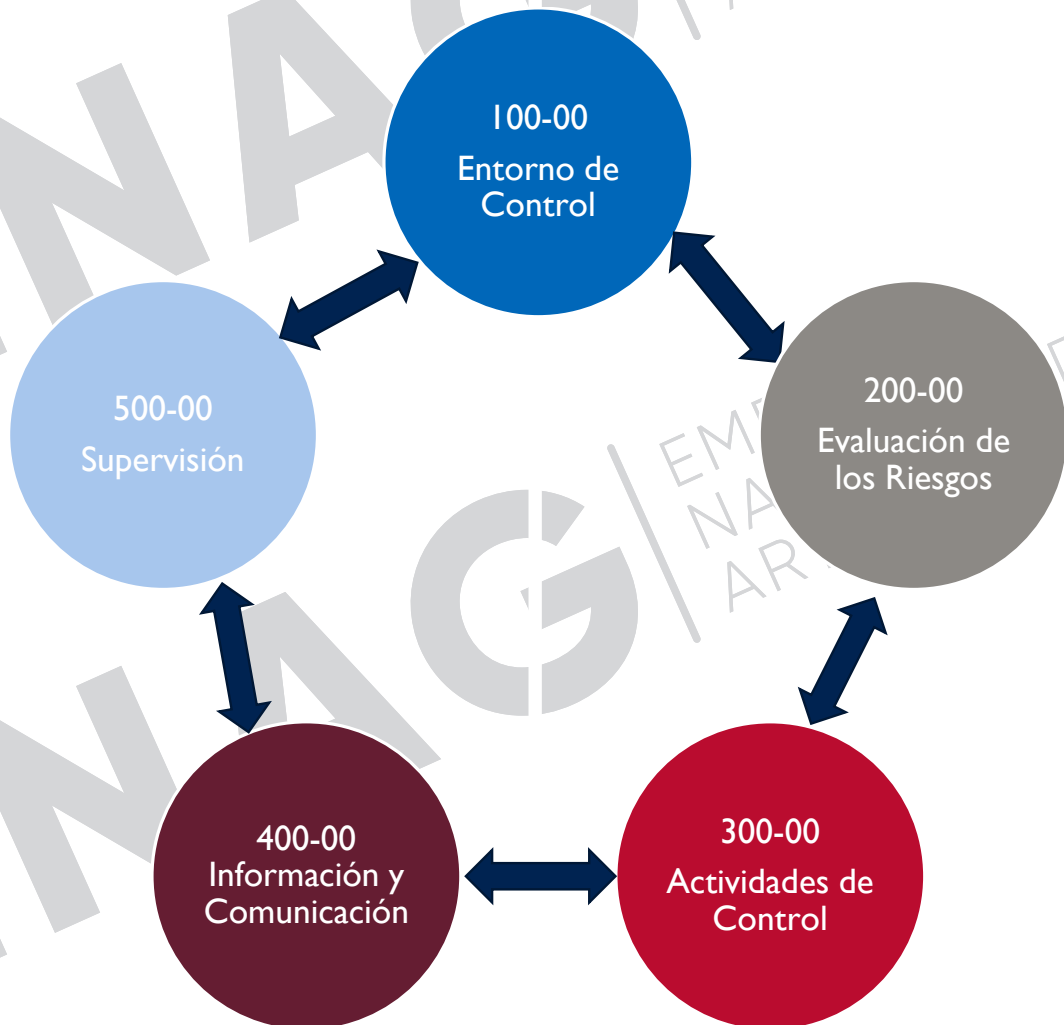 100-00
Entorno de
Control
500-00
Supervisión
200-00
Evaluación de
los Riesgos
400-00
Información y
Comunicación
300-00
Actividades de
Control